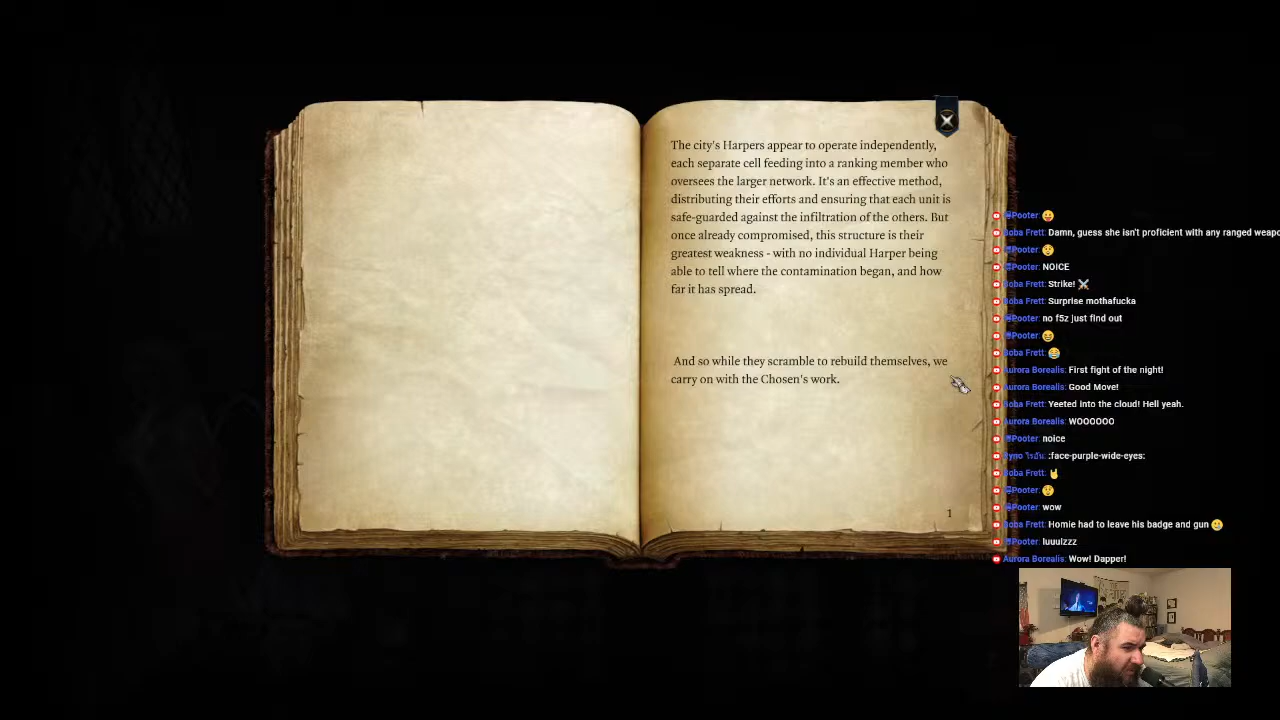 The city's Harpers appear to operate independently,
each separate cell feeding into a ranking member who
oversees the larger network. It's an effective method,
distributing their efforts and ensuring that each unit is
safe-guarded against the infiltration of the others. But
once already compromised, this structure is their
greatest weakness - with no individual Harper being
able to tell where the contamination began, and how
far it has spread.
And so while they scramble to rebuild themselves, we
carry on with the Chosen's work.
1
Pooter: 😛
Boba Frett: Damn, guess she isn't proficient with any ranged
Pooter: 🤨
Pooter: NOICE
Boba Frett: Strike! ⚔️
Boba Frett: Surprise mothafucka
Pooter: no f5z just find out
Pooter: 😆
Boba Frett: 😂
Aurora Borealis: First fight of the night!
Aurora Borealis: Good Move!
Boba Frett: Yeeted into the cloud! Hell yeah.
Aurora Borealis: WOOOOOO
Pooter: noice
:face-purple-wide-eyes:
Boba Frett: 🤘
Pooter: 🤨
Pooter: wow
Boba Frett: Homie had to leave his badge and gun 😃
Pooter: luuulzzz
Aurora Borealis: Wow! Dapper!